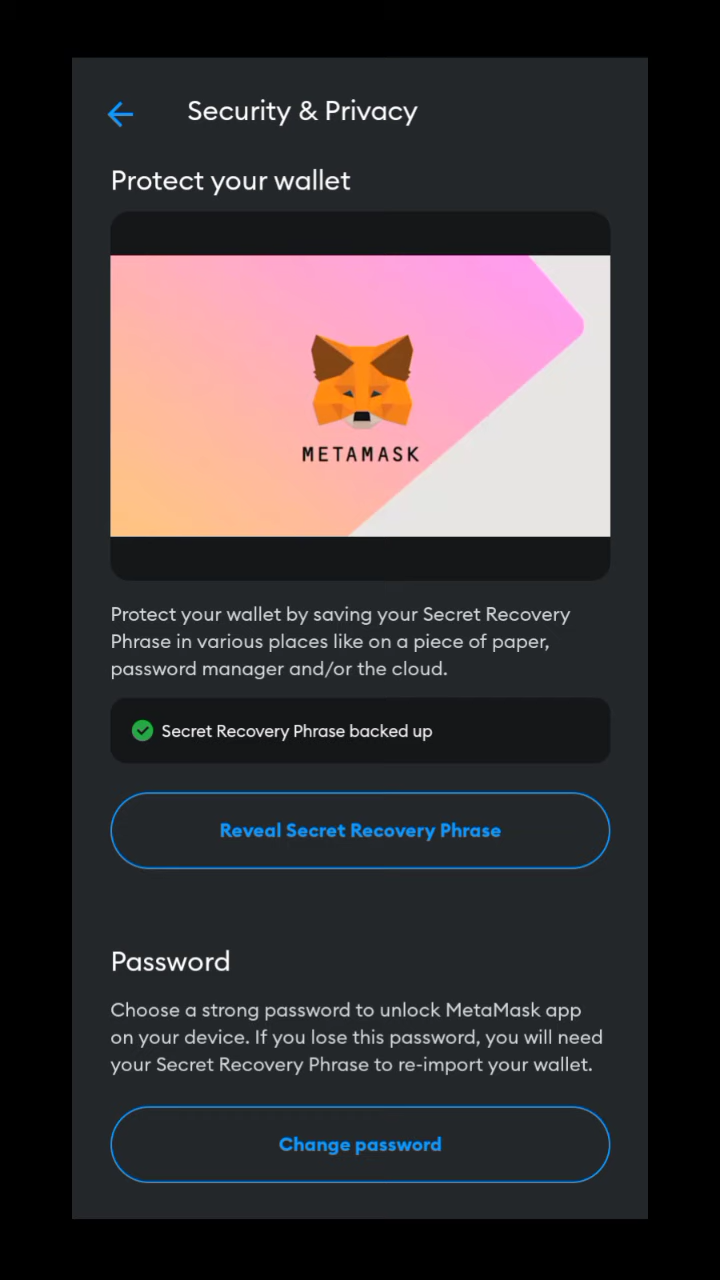 Security & Privacy
Protect your wallet
METAMASK
Protect your wallet by saving your Secret Recovery
Phrase in various places like on a piece of paper,
password manager and/or the cloud.
Secret Recovery Phrase backed up
Reveal Secret Recovery Phrase
Password
Choose a strong password to unlock MetaMask app
on your device. If you lose this password, you will need
your Secret Recovery Phrase to re-import your wallet.
Change password